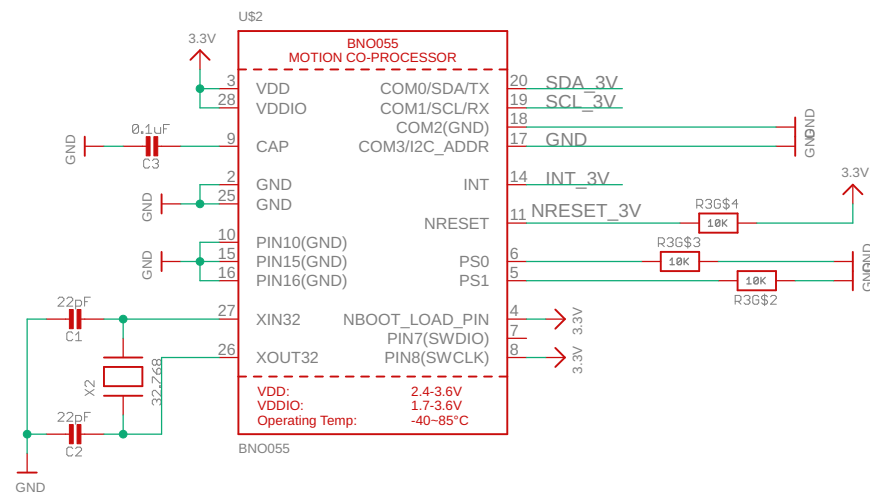 U$2
BNO055
MOTION CO-PROCESSOR
3.3V
3 VDD COM0/SDA/TX 20 SDA_3V
28 VDDIO COM1/SCL/RX 19 SCL_3V
COM2(GND) 18 GND
0.1uF
GND C3 9 CAP COM3/I2C_ADDR 17 GND GND
2 GND INT 14 INT_3V
GND 25 GND
3.3V
NRESET 11 NRESET_3V R3G$4 10K
10 PIN10(GND)
GND 15 PIN15(GND) PS0 6 R3G$3 10K GND
16 PIN16(GND) PS1 5 10K R3G$2 GND
22pF
C1 27 XIN32 NBOOT_LOAD_PIN 4 3.3V
PIN7(SWDIO) 7
26 XOUT32 PIN8(SWCLK) 8 3.3V
X2 32.768
VDD: 2.4-3.6V
VDDIO: 1.7-3.6V
Operating Temp: -40~85°C
22pF
C2
BNO055
GND